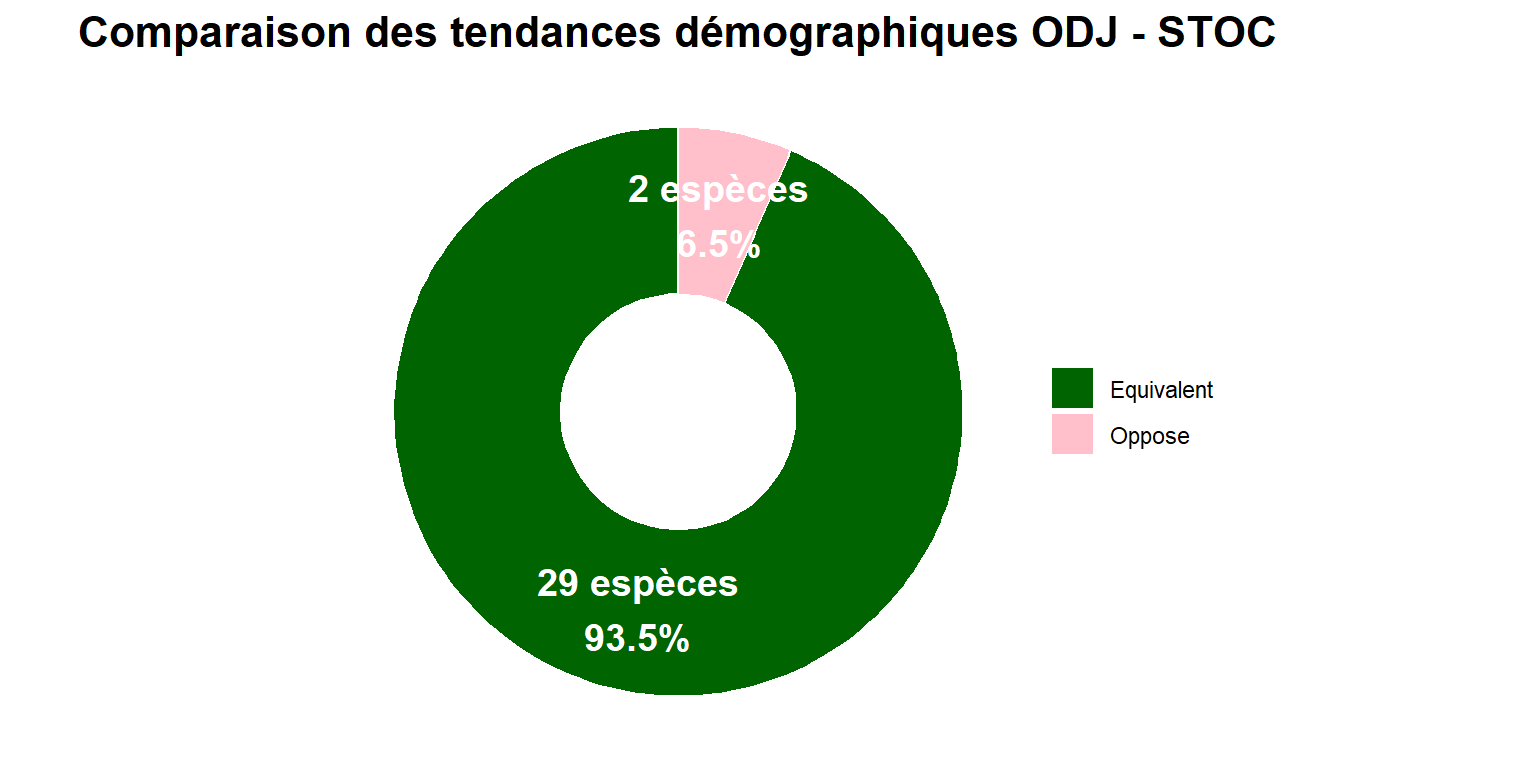 Comparaison des tendances démographiques ODJ - STOC
2 espèces
6.5%
Equivalent
Oppose
29 espèces
93.5%